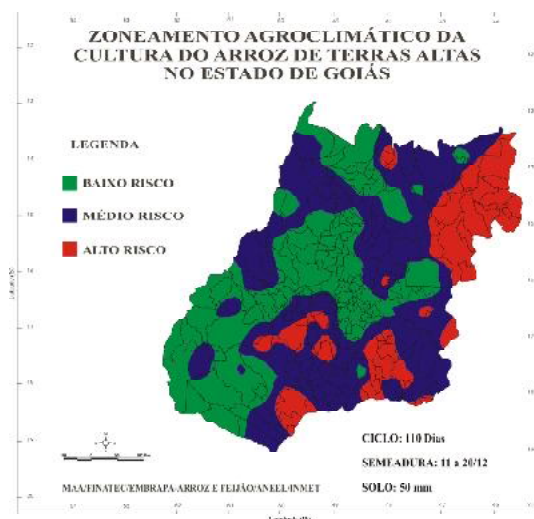 ZONEAMENTO AGROCLIMÁTICO DA
CULTURA DO ARROZ DE TERRAS ALTAS
NO ESTADO DE GOIÁS
LEGENDA
BAIXO RISCO
MÉDIO RISCO
ALTO RISCO
CICLO: 110 Dias
SEMEADURA: 11 a 20/12
MAA/FINATEC/EMBRAPA-ARROZ E FEIJÃO/ANEEL/INMET
SOLO: 50 mm